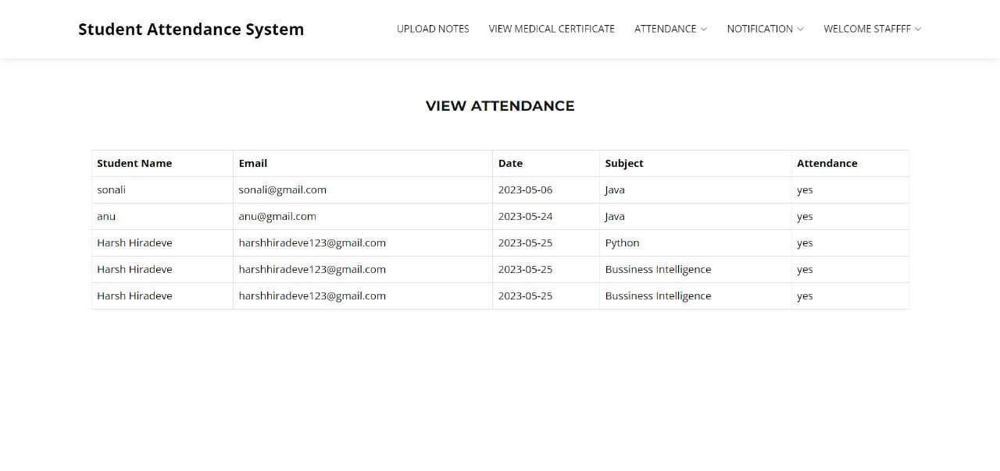 Student Attendance System UPLOAD NOTES VIEW MEDICAL CERTIFICATE ATTENDANCE NOTIFICATION WELCOME STAFFFF
VIEW ATTENDANCE
Student Name Email Date Subject Attendance
sonali sonali@gmail.com 2023-05-06 Java yes
anu anu@gmail.com 2023-05-24 Java yes
Harsh Hiradeve harshhiradeve123@gmail.com 2023-05-25 Python yes
Harsh Hiradeve harshhiradeve123@gmail.com 2023-05-25 Bussiness Intelligence yes
Harsh Hiradeve harshhiradeve123@gmail.com 2023-05-25 Bussiness Intelligence yes